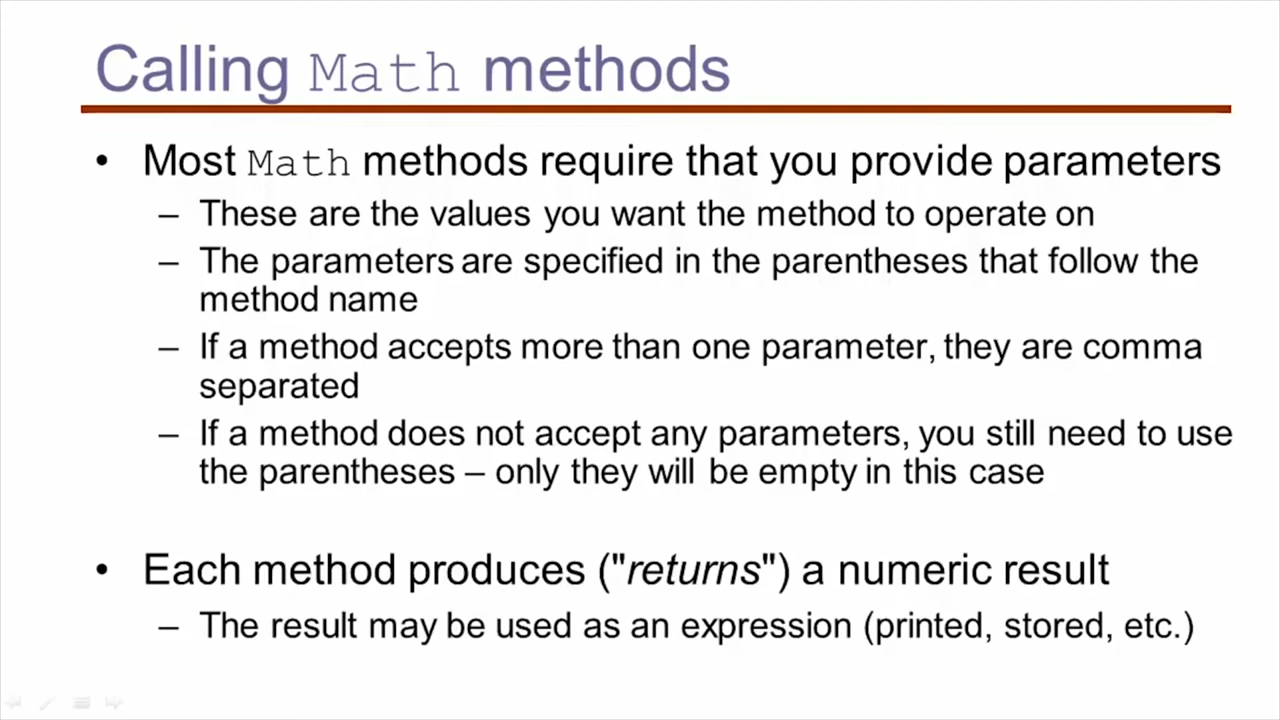 Calling Math methods
• Most Math methods require that you provide parameters
– These are the values you want the method to operate on
– The parameters are specified in the parentheses that follow the
method name
– If a method accepts more than one parameter, they are comma
separated
– If a method does not accept any parameters, you still need to use
the parentheses – only they will be empty in this case
• Each method produces ("returns") a numeric result
– The result may be used as an expression (printed, stored, etc.)